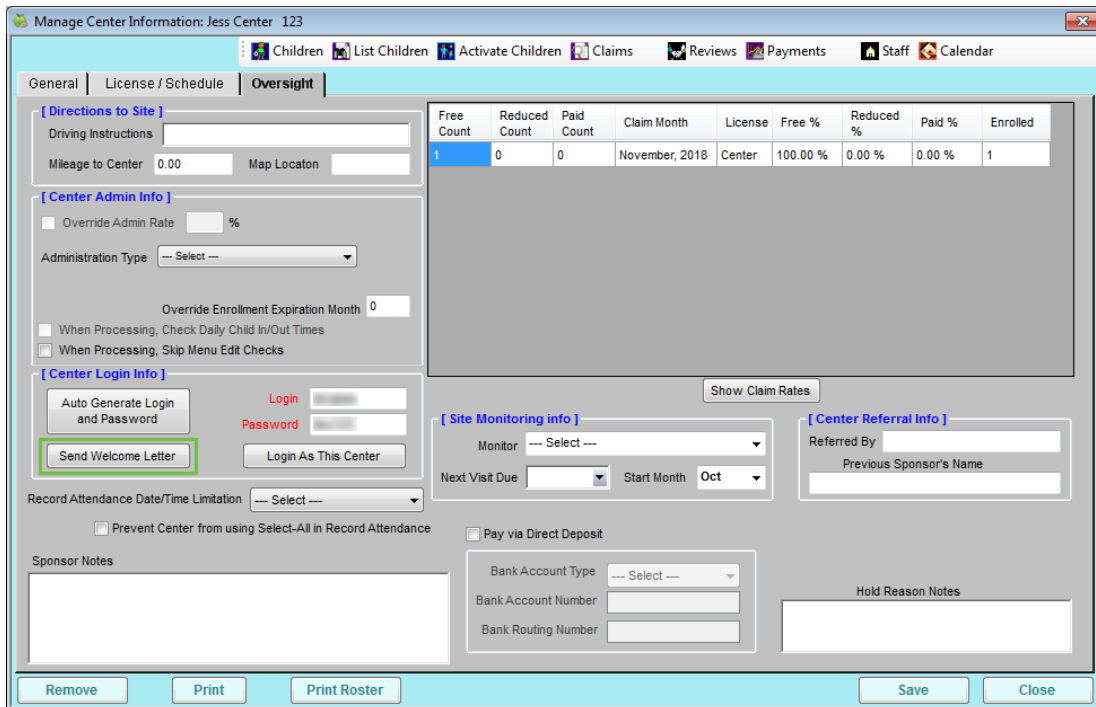 Manage Center Information: Jess Center 123
Children List Children Activate Children Claims Reviews Payments Staff Calendar
General License / Schedule Oversight
[ Directions to Site ]
Driving Instructions
Mileage to Center 0.00 Map Locaton
[ Center Admin Info ]
Override Admin Rate %
Administration Type --- Select ---
Override Enrollment Expiration Month 0
When Processing, Check Daily Child In/Out Times
When Processing, Skip Menu Edit Checks
[ Center Login Info ]
Auto Generate Login
and Password
Login
Password
Send Welcome Letter Login As This Center
Record Attendance Date/Time Limitation --- Select ---
Prevent Center from using Select-All in Record Attendance
Sponsor Notes
Free Count Reduced Count Paid Count Claim Month License Free % Reduced % Paid % Enrolled
1 0 0 November, 2018 Center 100.00 % 0.00 % 0.00 % 1
Show Claim Rates
[ Site Monitoring info ]
Monitor --- Select ---
Next Visit Due Start Month Oct
[ Center Referral Info ]
Referred By
Previous Sponsor's Name
Pay via Direct Deposit
Bank Account Type --- Select ---
Bank Account Number
Bank Routing Number
Hold Reason Notes
Remove Print Print Roster Save Close